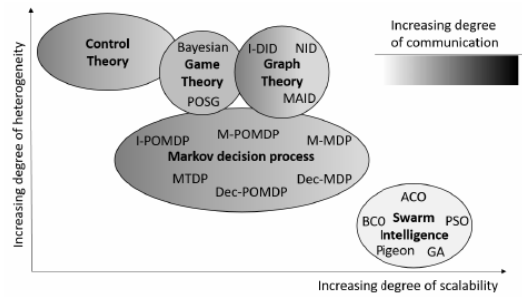 Increasing degree of heterogeneity
Control
Theory
Bayesian
Game
Theory
POSG
I-DID NID
Graph
Theory
MAID
Increasing degree
of communication
I-POMDP M-POMDP M-MDP
Markov decision process
MTDP Dec-POMDP Dec-MDP
ACO
BCO Swarm PSO
Intelligence
Pigeon GA
Increasing degree of scalability